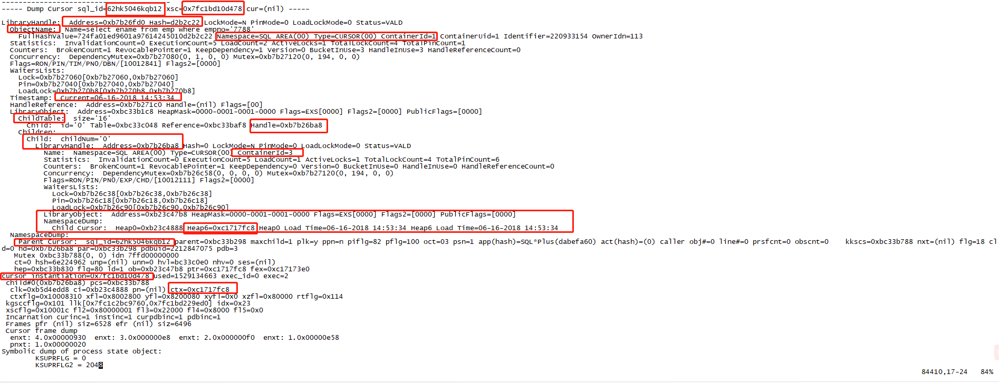 ----------------------------------------
----- Dump Cursor sql_id=62hk5046kqb12 xsc=0x7fc1bd10d478 cur=(nil) -----
LibraryHandle:  Address=0xb7b26fd0 Hash=d2b2c22 LockMode=N PinMode=0 LoadLockMode=0 Status=VALD
ObjectName:  Name=select ename from emp where empno='7788'
FullHashValue=724fa01ed9601a97614245010d2b2c22 Namespace=SQL AREA(00) Type=CURSOR(00) ContainerId=1 ContainerUid=1 Identifier=220933154 OwnerIdn=113
Statistics:  InvalidationCount=0 ExecutionCount=5 LoadCount=2 ActiveLocks=1 TotalLockCount=4 TotalPinCount=1
Counters:  BrokenCount=1 RevocablePointer=1 KeepDependency=1 Version=0 BucketInUse=3 HandleInUse=3 HandleReferenceCount=0
Concurrency:  DependencyMutex=0xb7b27080(0, 1, 0, 0) Mutex=0xb7b27120(0, 194, 0, 0)
Flags=RON/PIN/TIM/PN0/DBN/[10012841] Flags2=[0000]
WaitersLists:
Lock=0xb7b27060[0xb7b27060,0xb7b27060]
Pin=0xb7b27040[0xb7b27040,0xb7b27040]
LoadLock=0xb7b270b8[0xb7b270b8,0xb7b270b8]
Timestamp:  Current=06-16-2018 14:53:34
HandleReference:  Address=0xb7b271c0 Handle=(nil) Flags=[00]
LibraryObject:  Address=0xbc33b1c8 HeapMask=0000-0001-0001-0000 Flags=EXS[0000] Flags2=[0000] PublicFlags=[0000]
ChildTable:  size='16'
Child:  id='0' Table=0xbc33c048 Reference=0xbc33baf8 Handle=0xb7b26ba8
Children:
Child:  childNum='0'
LibraryHandle:  Address=0xb7b26ba8 Hash=0 LockMode=N PinMode=0 LoadLockMode=0 Status=VALD
Name:  Namespace=SQL AREA(00) Type=CURSOR(00) ContainerId=3
Statistics:  InvalidationCount=0 ExecutionCount=5 LoadCount=1 ActiveLocks=1 TotalLockCount=4 TotalPinCount=6
Counters:  BrokenCount=1 RevocablePointer=1 KeepDependency=0 Version=0 BucketInUse=0 HandleInUse=0 HandleReferenceCount=0
Concurrency:  DependencyMutex=0xb7b26c58(0, 0, 0, 0) Mutex=0xb7b27120(0, 194, 0, 0)
Flags=RON/PIN/PN0/EXP/CHD/[10012111] Flags2=[0000]
WaitersLists:
Lock=0xb7b26c38[0xb7b26c38,0xb7b26c38]
Pin=0xb7b26c18[0xb7b26c18,0xb7b26c18]
LoadLock=0xb7b26c90[0xb7b26c90,0xb7b26c90]
LibraryObject:  Address=0xb23c47b8 HeapMask=0000-0001-0001-0000 Flags=EXS[0000] Flags2=[0000] PublicFlags=[0000]
NamespaceDump:
Child Cursor:  Heap0=0xb23c4888 Heap6=0xc1717fc8 Heap0 Load Time=06-16-2018 14:53:34 Heap6 Load Time=06-16-2018 14:53:34
NamespaceDump:
Parent Cursor:  sql_id=62hk5046kqb12 parent=0xbc33b298 maxchild=1 plk=y ppn=n piflg=82 pflg=100 oct=03 psn=1 app(hash)=SQL*Plus(dabefa60) act(hash)=(0) caller obj#=0 line#=0 prsfcnt=0 obscnt=0    kkscs=0xbc33b788 nxt=(nil) flg=18 cl
d=0 hd=0xb7b26ba8 par=0xbc33b298 pdbuid=2212847075 pdb=3
Mutex 0xbc33b788(0, 0) idn 7ffd00000000
ct=0 hsh=6e224962 unp=(nil) unn=0 hvl=bc33c0e0 nhv=0 ses=(nil)
hep=0xbc33b830 flg=80 ld=1 ob=0xb23c47b8 ptr=0xc1717fc8 fex=0xc17173e0
cursor instantiation=0x7fc1bd10d478 used=1529134663 exec_id=0 exec=2
child#0(0xb7b26ba8) pcs=0xbc33b788
clk=0xb5d4edd8 ci=0xb23c4888 pn=(nil) ctx=0xc1717fc8
ctxflg=0x10008310 xfl=0x8002800 yfl=0x8200080 xyfl=0x0 xzfl=0x80000 rtflg=0x114
kgsccflg=0x101 llk[0x7fc1c2bc9760,0x7fc1bd229ed0] idx=0x23
xscflg=0x10001c fl2=0x80000001 fl3=0x22000 fl4=0x8000 fl5=0x0
Incarnation curinc=1 instinc=1 curpdbinc=1 pdbinc=1
Frames pfr (nil) siz=6528 efr (nil) siz=6496
Cursor frame dump
enxt: 4.0x00000930  enxt: 3.0x000000e8  enxt: 2.0x000000f0  enxt: 1.0x00000e58
pnxt: 1.0x00000020
Symbolic dump of process state object:
KSUPRFLG = 0
KSUPRFLG2 = 2048
84410,17-24   84%